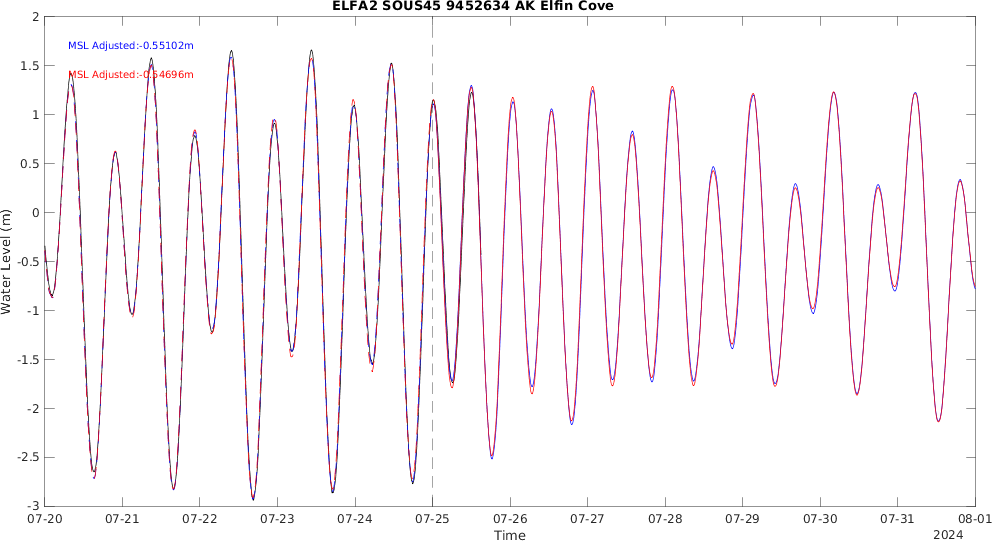 ELFA2 SOUS45 9452634 AK Elfin Cove
MSL Adjusted:-0.55102m
MSL Adjusted:-0.54696m
Water Level (m)
2
1.5
1
0.5
0
-0.5
-1
-1.5
-2
-2.5
-3
07-20 07-21 07-22 07-23 07-24 07-25 07-26 07-27 07-28 07-29 07-30 07-31 08-01
Time
2024